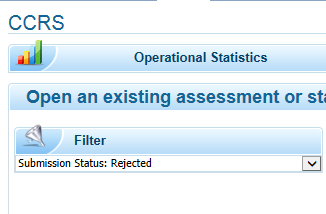 CCRS
Operational Statistics
Open an existing assessment or sta
Filter
Submission Status: Rejected